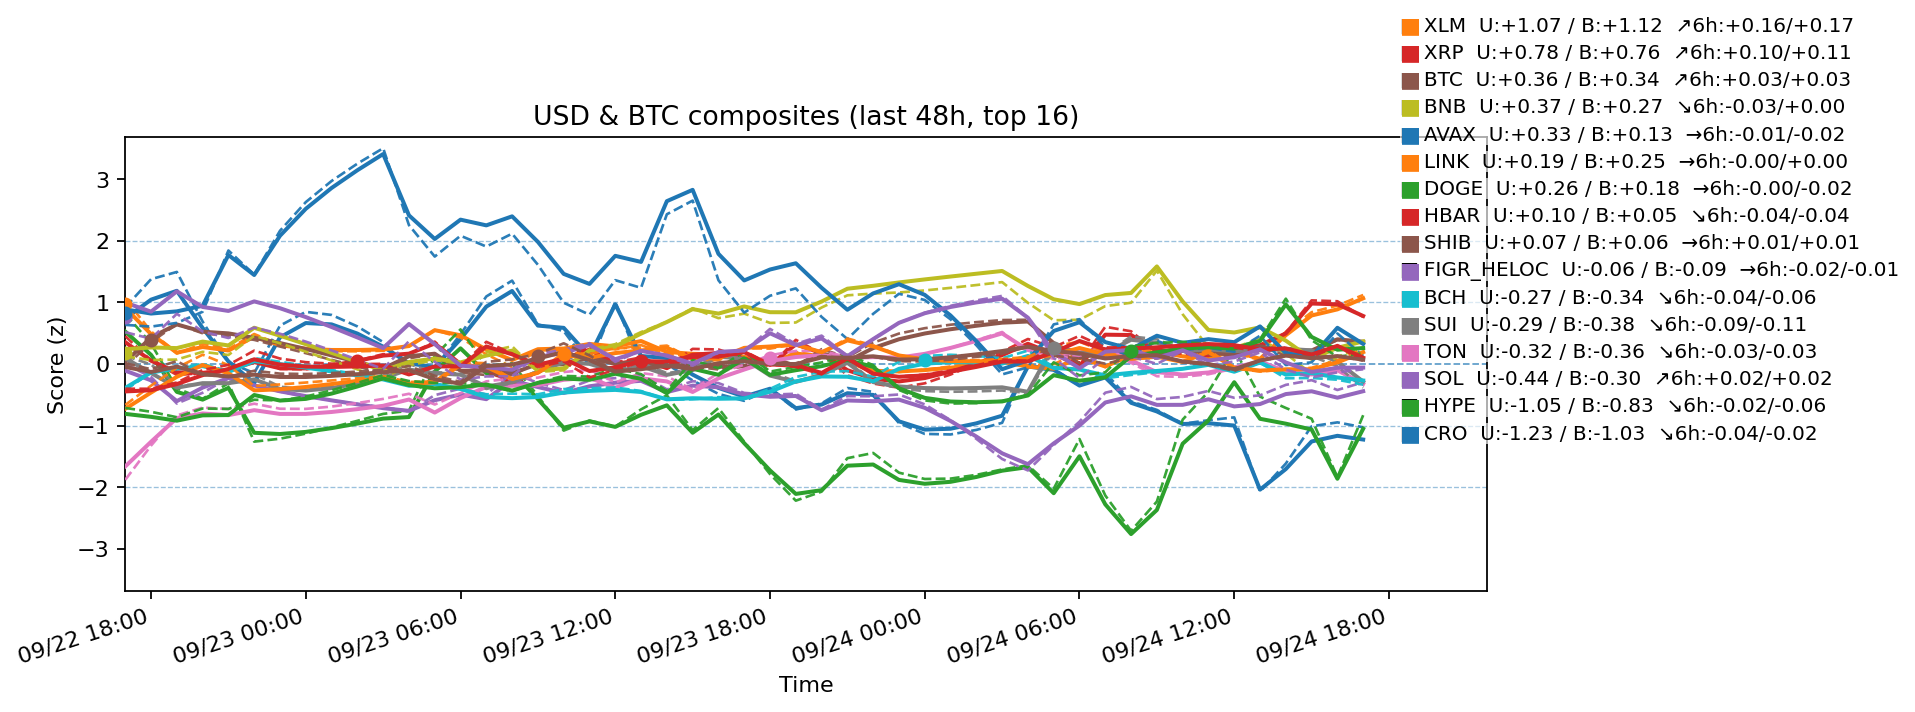 XLM  U:+1.07 / B:+1.12  ↗6h:+0.16/+0.17
XRP  U:+0.78 / B:+0.76  ↗6h:+0.10/+0.11
BTC  U:+0.36 / B:+0.34  ↗6h:+0.03/+0.03
BNB  U:+0.37 / B:+0.27  ↘6h:-0.03/+0.00
AVAX  U:+0.33 / B:+0.13  →6h:-0.01/-0.02
LINK  U:+0.19 / B:+0.25  →6h:-0.00/+0.00
DOGE  U:+0.26 / B:+0.18  →6h:-0.00/-0.02
HBAR  U:+0.10 / B:+0.05  ↘6h:-0.04/-0.04
SHIB  U:+0.07 / B:+0.06  →6h:+0.01/+0.01
FIGR_HELOC  U:-0.06 / B:-0.09  →6h:-0.02/-0.01
BCH  U:-0.27 / B:-0.34  ↘6h:-0.04/-0.06
SUI  U:-0.29 / B:-0.38  ↘6h:-0.09/-0.11
TON  U:-0.32 / B:-0.36  ↘6h:-0.03/-0.03
SOL  U:-0.44 / B:-0.30  ↗6h:+0.02/+0.02
HYPE  U:-1.05 / B:-0.83  ↘6h:-0.02/-0.06
CRO  U:-1.23 / B:-1.03  ↘6h:-0.04/-0.02
USD & BTC composites (last 48h, top 16)
Score (z)
3
2
1
0
−1
−2
−3
09/22 18:00
09/23 00:00
09/23 06:00
09/23 12:00
09/23 18:00
09/24 00:00
09/24 06:00
09/24 12:00
09/24 18:00
Time